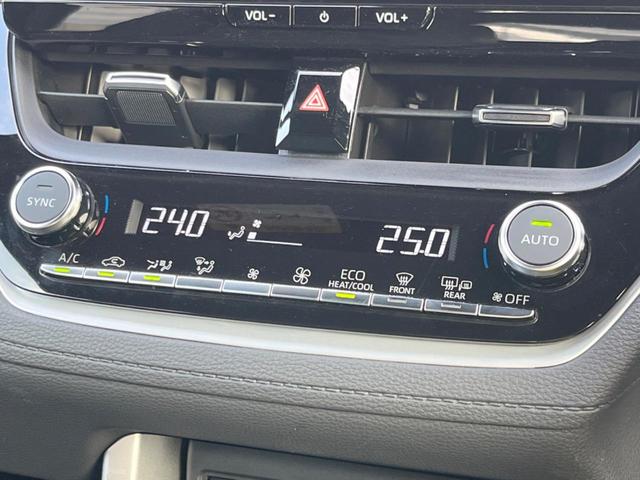 VOL- VOL+
SYNC 24.0 25.0 AUTO
A/C ECO HEAT/COOL FRONT REAR OFF